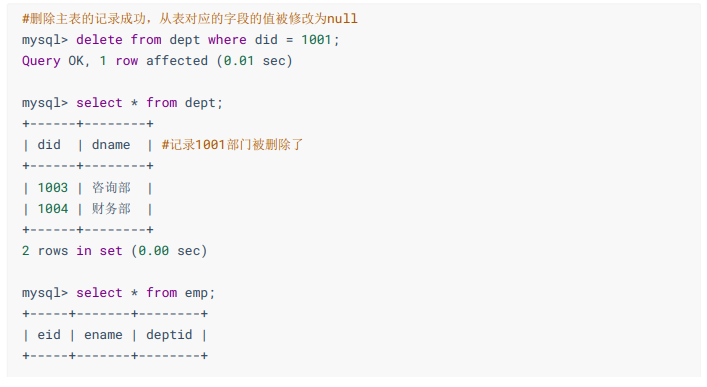 #删除主表的记录成功，从表对应的字段的值被修改为null
mysql> delete from dept where did = 1001;
Query OK, 1 row affected (0.01 sec)
mysql> select * from dept;
+------+--------+
| did  | dname  | #记录1001部门被删除了
+------+--------+
| 1003 | 咨询部  |
| 1004 | 财务部  |
+------+--------+
2 rows in set (0.00 sec)
mysql> select * from emp;
+-----+-------+--------+
| eid | ename | deptid |
+-----+-------+--------+